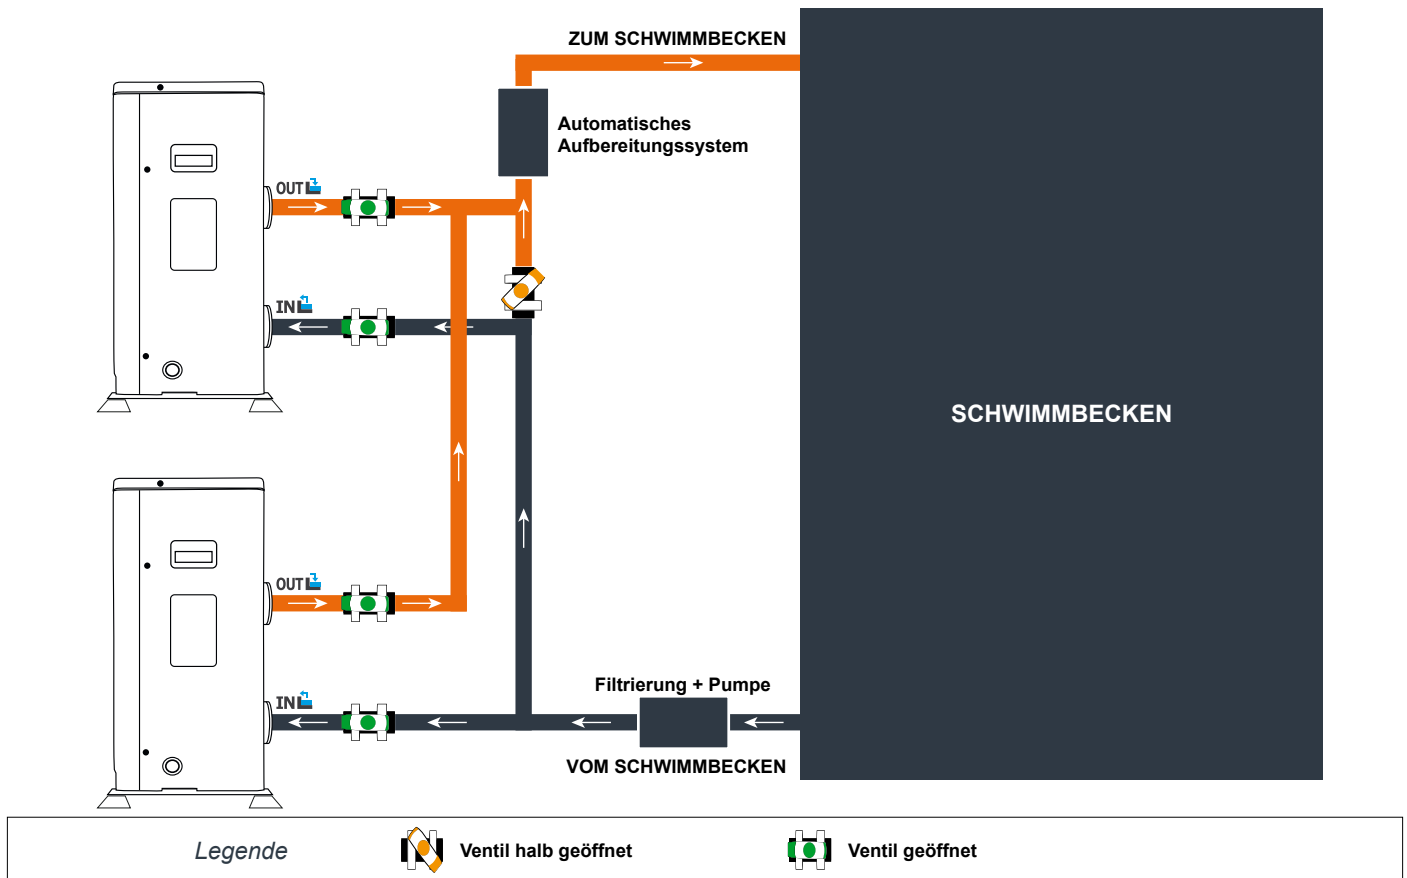 ZUM SCHWIMMBECKEN
Automatisches
Aufbereitungssystem
OUT
IN
SCHWIMMBECKEN
OUT
IN
Filtrierung + Pumpe
VOM SCHWIMMBECKEN
Legende
Ventil halb geöffnet
Ventil geöffnet